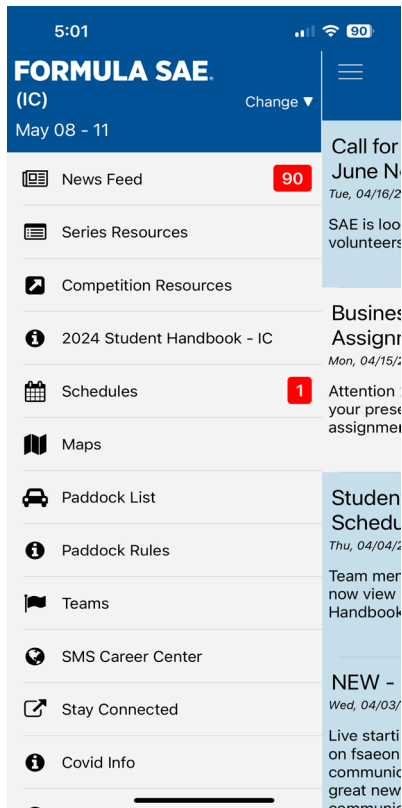 5:01
90
FORMULA SAE.
(IC)
Change ▼
May 08 - 11
News Feed
90
Series Resources
Competition Resources
2024 Student Handbook - IC
Schedules
1
Maps
Paddock List
Paddock Rules
Teams
SMS Career Center
Stay Connected
Covid Info
Call for
June N
Tue, 04/16/2
SAE is loo
volunteers
Busines
Assignn
Mon, 04/15/2
Attention
your prese
assignme
Studen
Schedu
Thu, 04/04/2
Team mem
now view
Handbook
NEW -
Wed, 04/03/
Live starti
on fsaeon
communic
great new